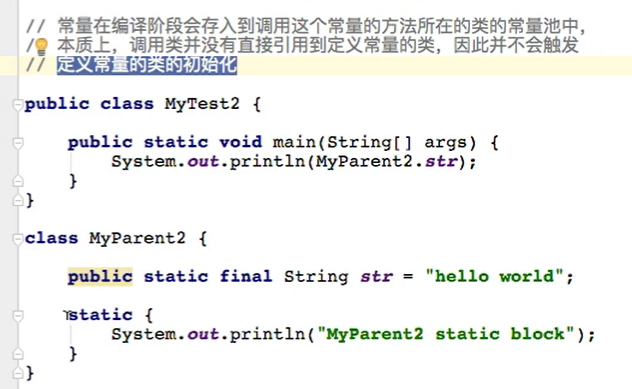 // 常量在编译阶段会存入到调用这个常量的方法所在的类的常量池中，
// 本质上，调用类并没有直接引用到定义常量的类，因此并不会触发
// 定义常量的类的初始化
public class MyTest2 {
    public static void main(String[] args) {
        System.out.println(MyParent2.str);
    }
}
class MyParent2 {
    public static final String str = "hello world";
    static {
        System.out.println("MyParent2 static block");
    }
}